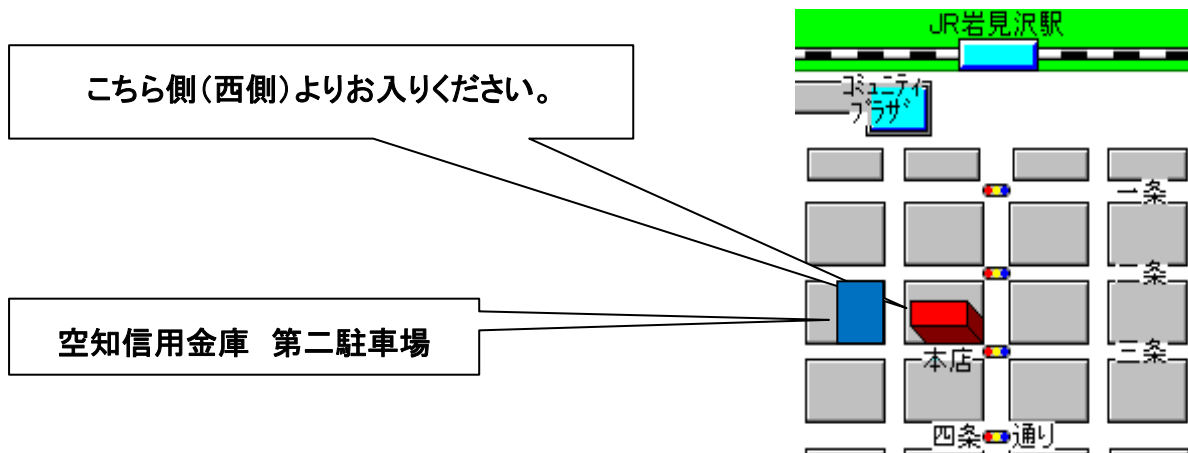 JR岩見沢駅
こちら側(西側)よりお入りください。
コミュニティ
プラザ
一条
二条
空知信用金庫 第二駐車場
本店
三条
四条 通り